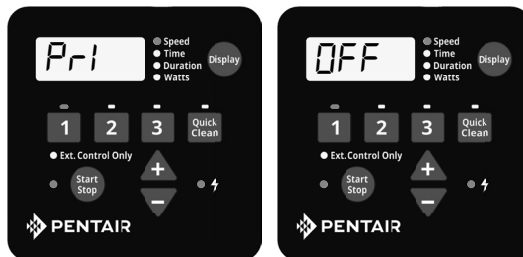 PrI
Speed
Time
Duration
Watts
Display
1 2 3 Quick Clean
Ext. Control Only
Start
Stop
+
−
PENTAIR
OFF
Speed
Time
Duration
Watts
Display
1 2 3 Quick Clean
Ext. Control Only
Start
Stop
+
−
PENTAIR